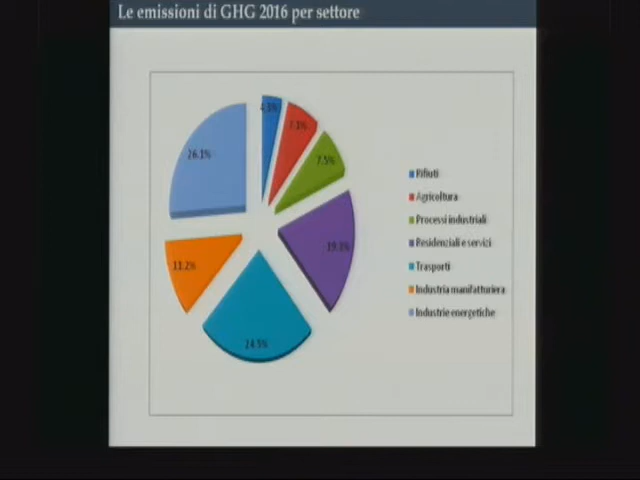 Le emissioni di GHG 2016 per settore
4.3%
7.1%
7.5%
26.1%
19.3%
11.2%
24.5%
Rifiuti
Agricoltura
Processi industriali
Residenziali e servizi
Trasporti
Industria manifatturiera
Industrie energetiche